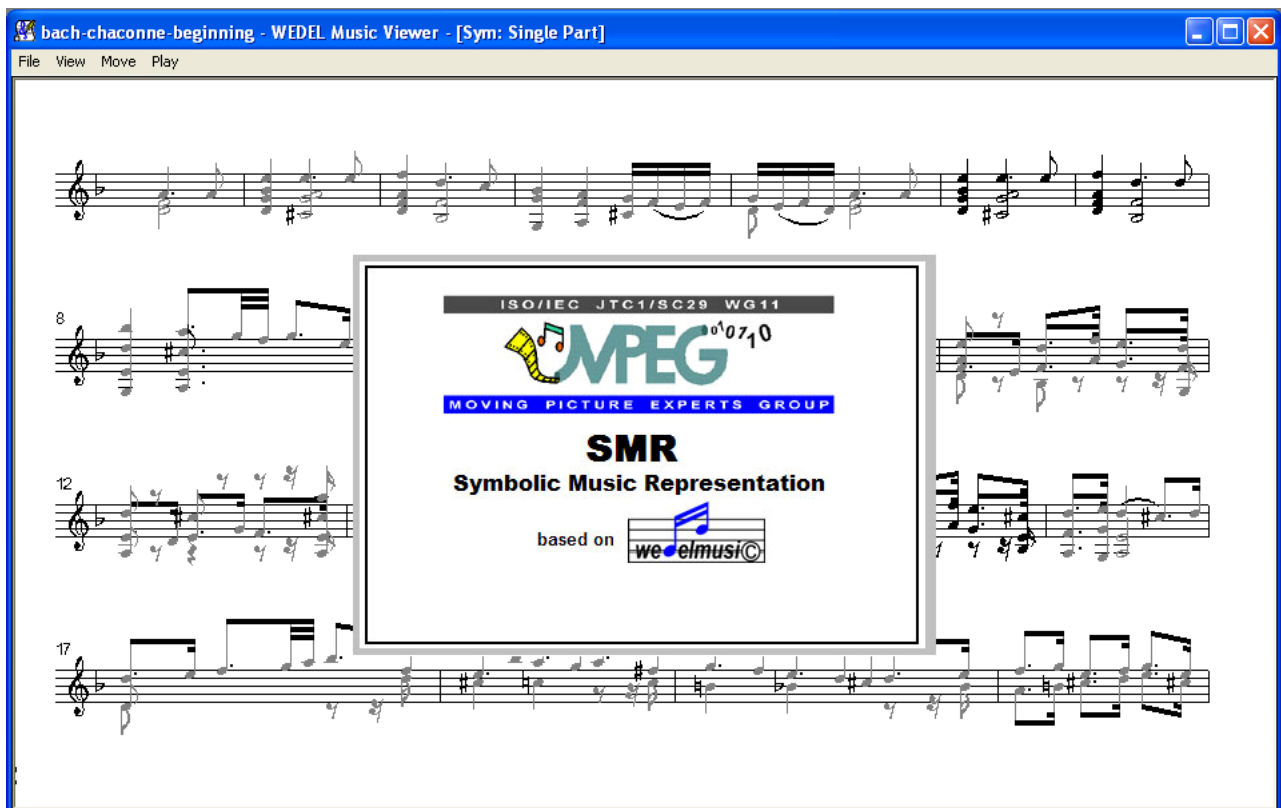 bach-chaconne-beginning - WEDEL Music Viewer - [Sym: Single Part]
File View Move Play
8
ISO/IEC JTC1/SC29 WG11
MPEG
MOVING PICTURE EXPERTS GROUP
SMR
Symbolic Music Representation
12
based on wedelmusi©
17